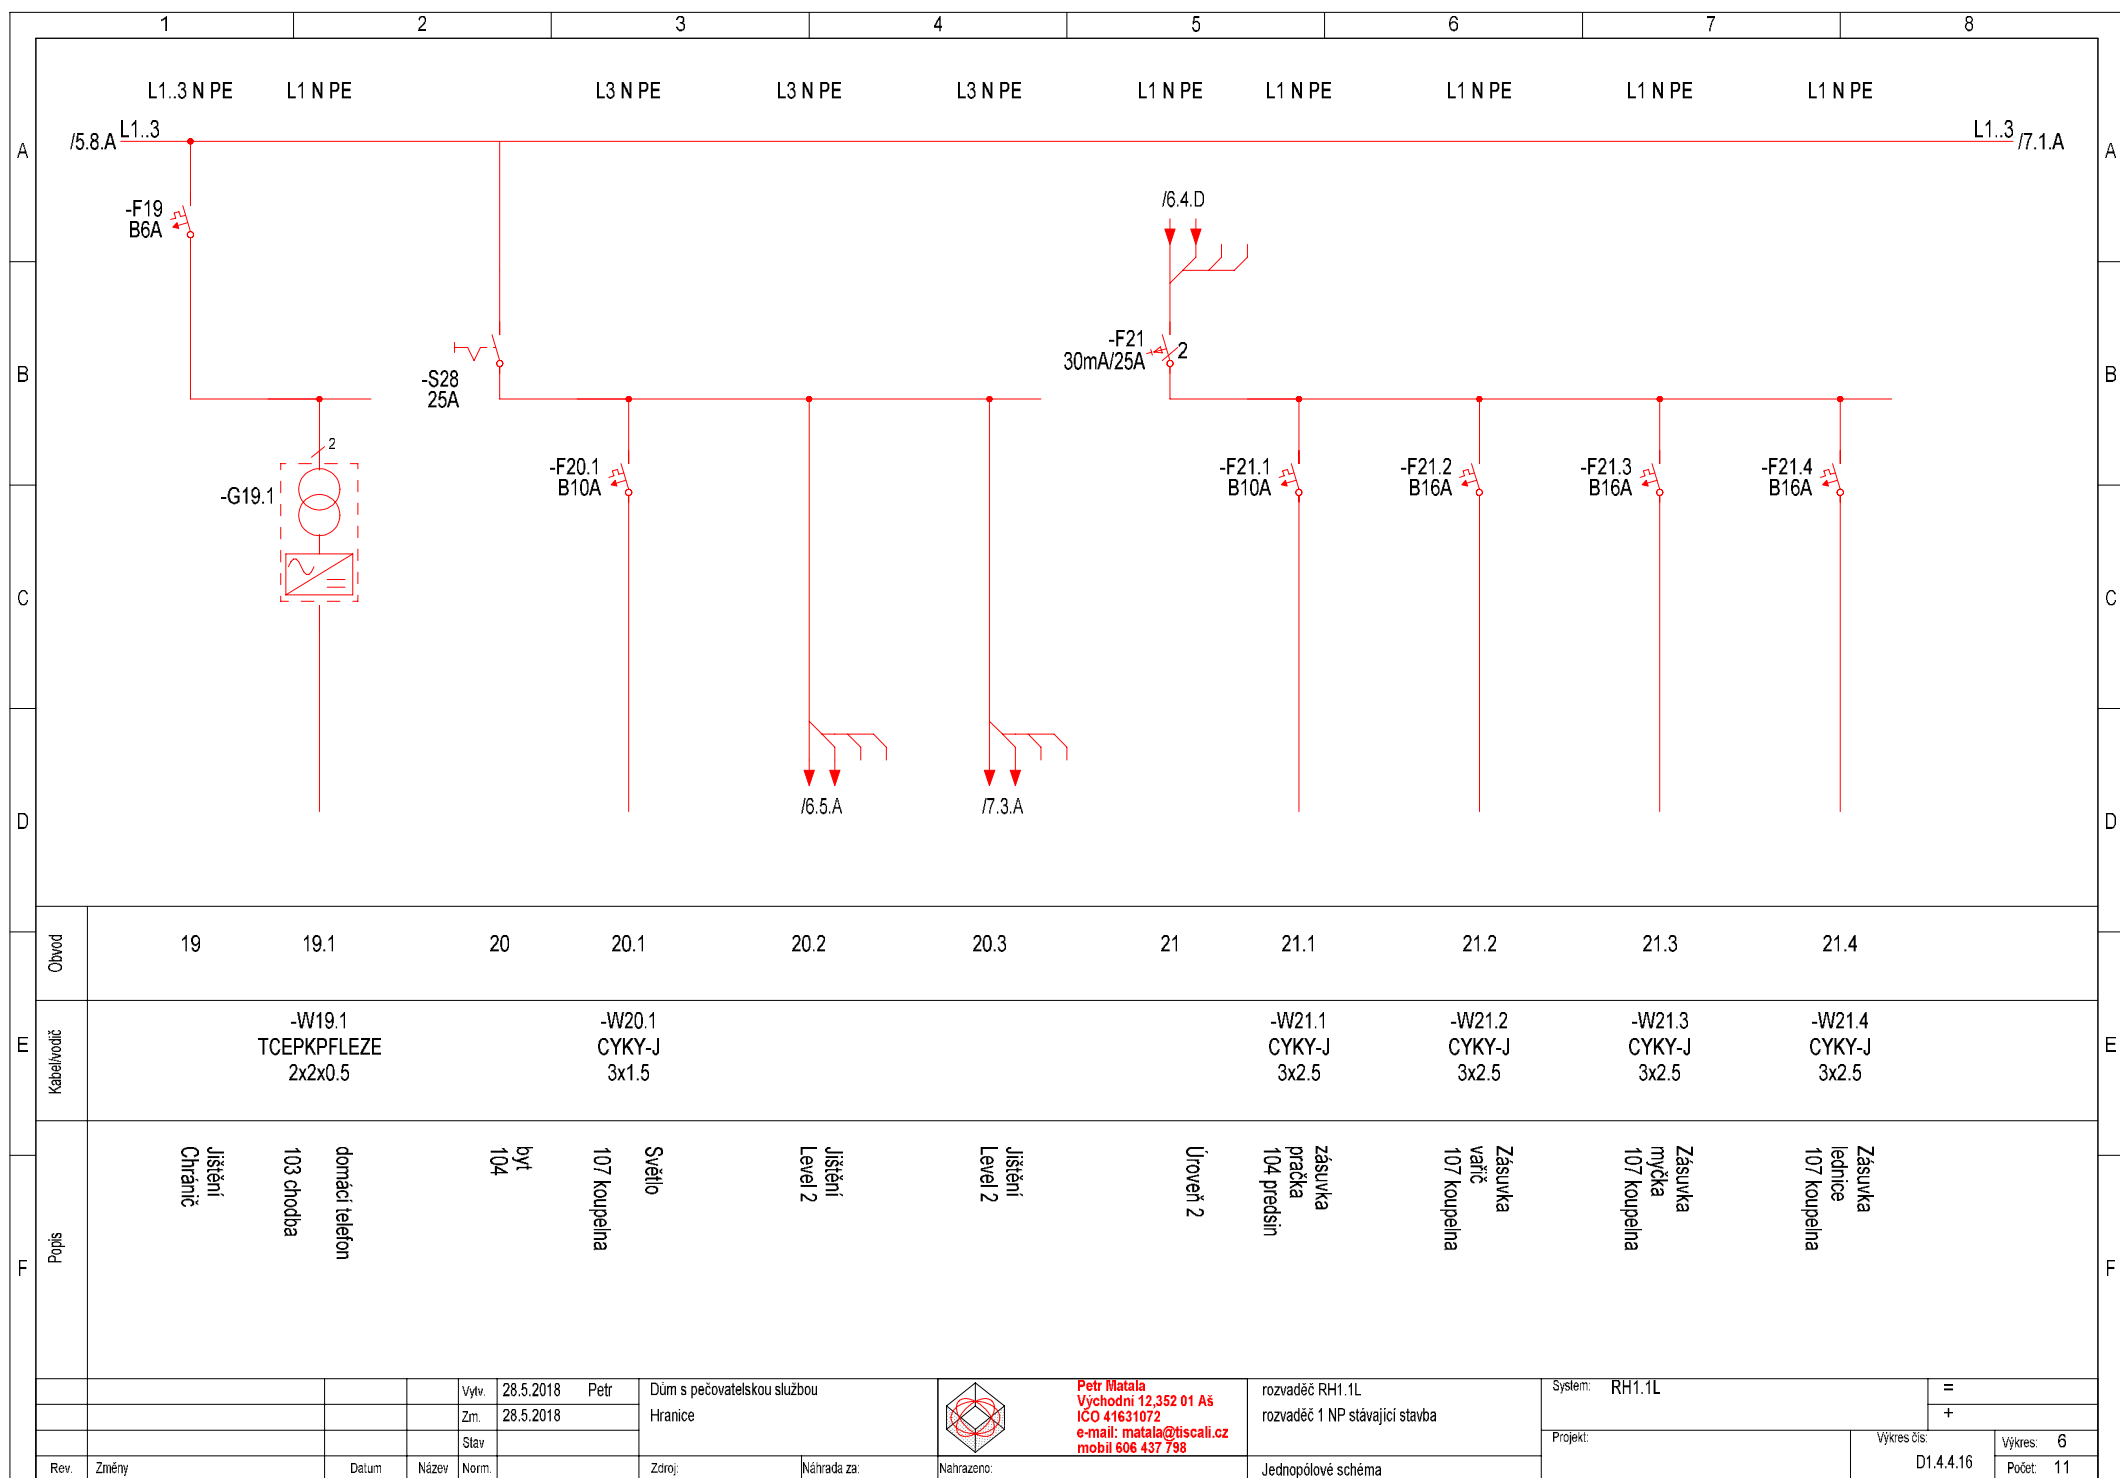 1 2 3 4 5 6 7 8
L1..3 N PE L1 N PE L3 N PE L3 N PE L3 N PE L1 N PE L1 N PE L1 N PE L1 N PE L1 N PE
A /5.8.A L1..3 L1..3 /7.1.A A
-F19
B6A
/6.4.D
B B
-S28
25A
-F21
30mA/25A
2
2
-G19.1
-F20.1
B10A
-F21.1
B10A
-F21.2
B16A
-F21.3
B16A
-F21.4
B16A
C C
/6.5.A /7.3.A
D D
Obvod 19 19.1 20 20.1 20.2 20.3 21 21.1 21.2 21.3 21.4
E E
Kabel/vodič
-W19.1
TCEPKPFLEZE
2x2x0.5
-W20.1
CYKY-J
3x1.5
-W21.1
CYKY-J
3x2.5
-W21.2
CYKY-J
3x2.5
-W21.3
CYKY-J
3x2.5
-W21.4
CYKY-J
3x2.5
F F
Popis
Jištění
Chránič
domácí telefon
103 chodba
byt
104
Světlo
107 koupelna
Jištění
Level 2
Jištění
Level 2
Úroveň 2
zásuvka
pračka
104 predsin
Zásuvka
vařič
107 koupelna
Zásuvka
myčka
107 koupelna
Zásuvka
lednice
107 koupelna
Vytv. 28.5.2018 Petr
Zm. 28.5.2018
Stav
Rev. Změny Datum Název Norm.
Dům s pečovatelskou službou
Hranice
Zdroj: Náhrada za: Nahrazeno:
Petr Matala
Východní 12,352 01 Aš
IČO 41631072
e-mail: matala@tiscali.cz
mobil 606 437 798
rozvaděč RH1.1L
rozvaděč 1 NP stávající stavba
Jednopólové schéma
System: RH1.1L
=
+
Projekt:
Výkres čís:
D1.4.4.16
Výkres: 6
Počet: 11